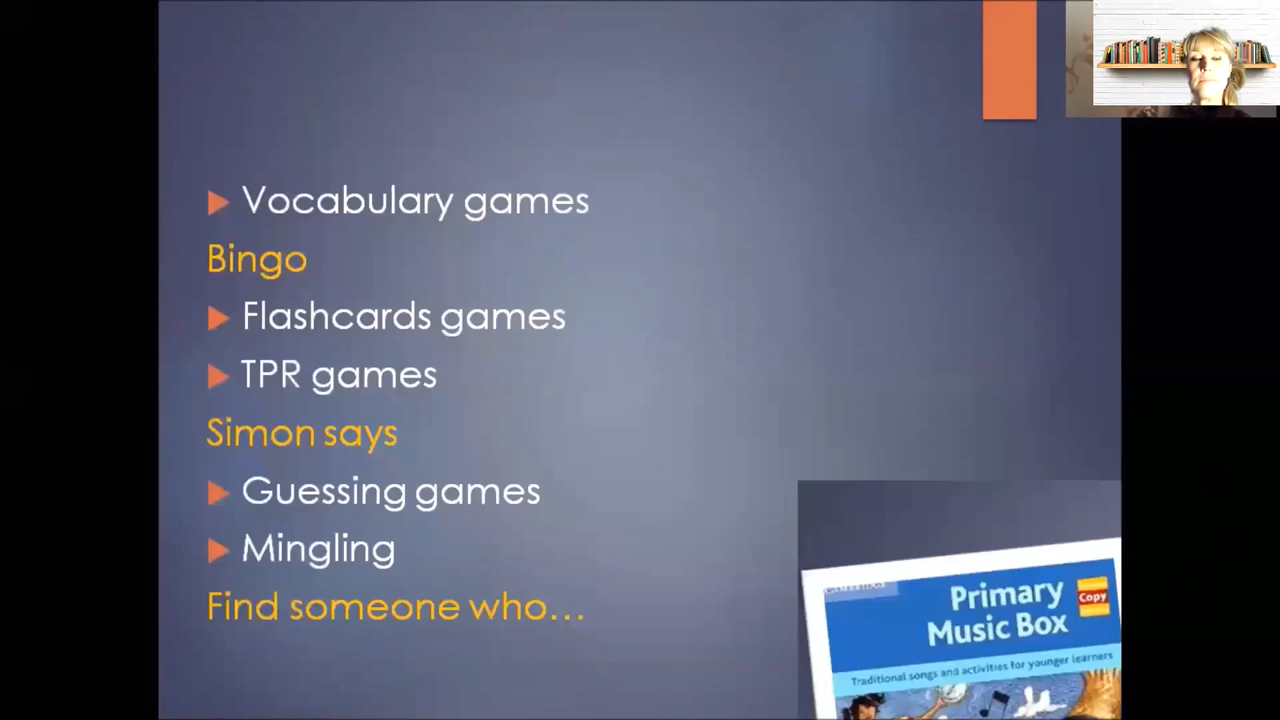 Vocabulary games
Bingo
Flashcards games
TPR games
Simon says
Guessing games
Mingling
Find someone who...
Primary
Music Box
Copy
Traditional songs and activities for younger learners